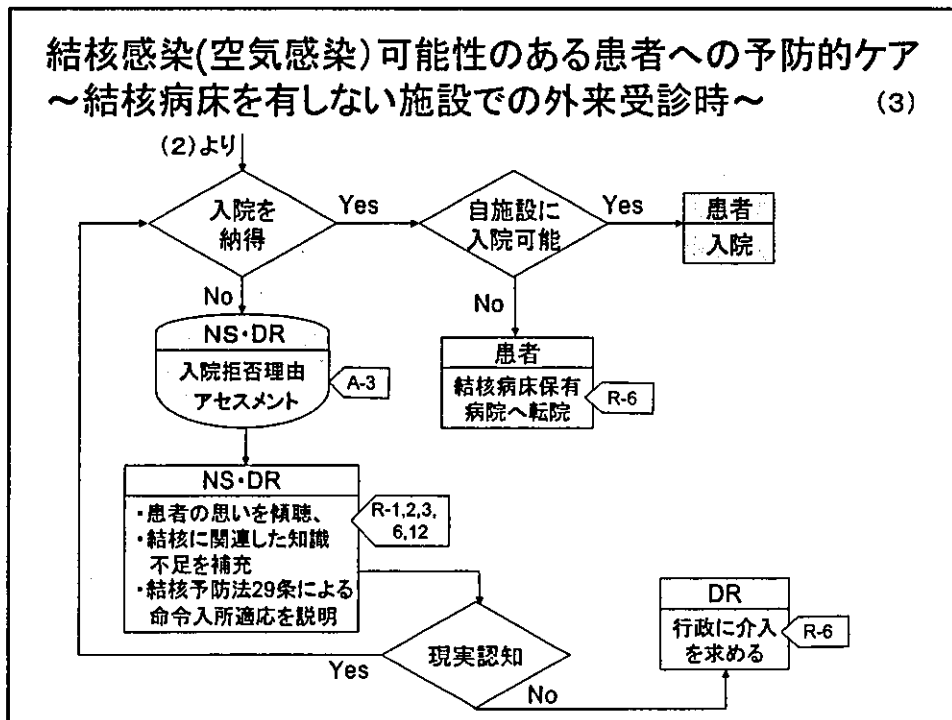 結核感染(空気感染)可能性のある患者への予防的ケア
～結核病床を有しない施設での外来受診時～ (3)
(2)より
入院を
納得
Yes
自施設に
入院可能
Yes
患者
入院
No
No
NS・DR
入院拒否理由
アセスメント
A-3
患者
結核病床保有
病院へ転院
R-6
NS・DR
・患者の思いを傾聴、
・結核に関連した知識
不足を補充
・結核予防法29条による
命令入所適応を説明
R-1,2,3,
6,12
DR
行政に介入
を求める
R-6
Yes
現実認知
No